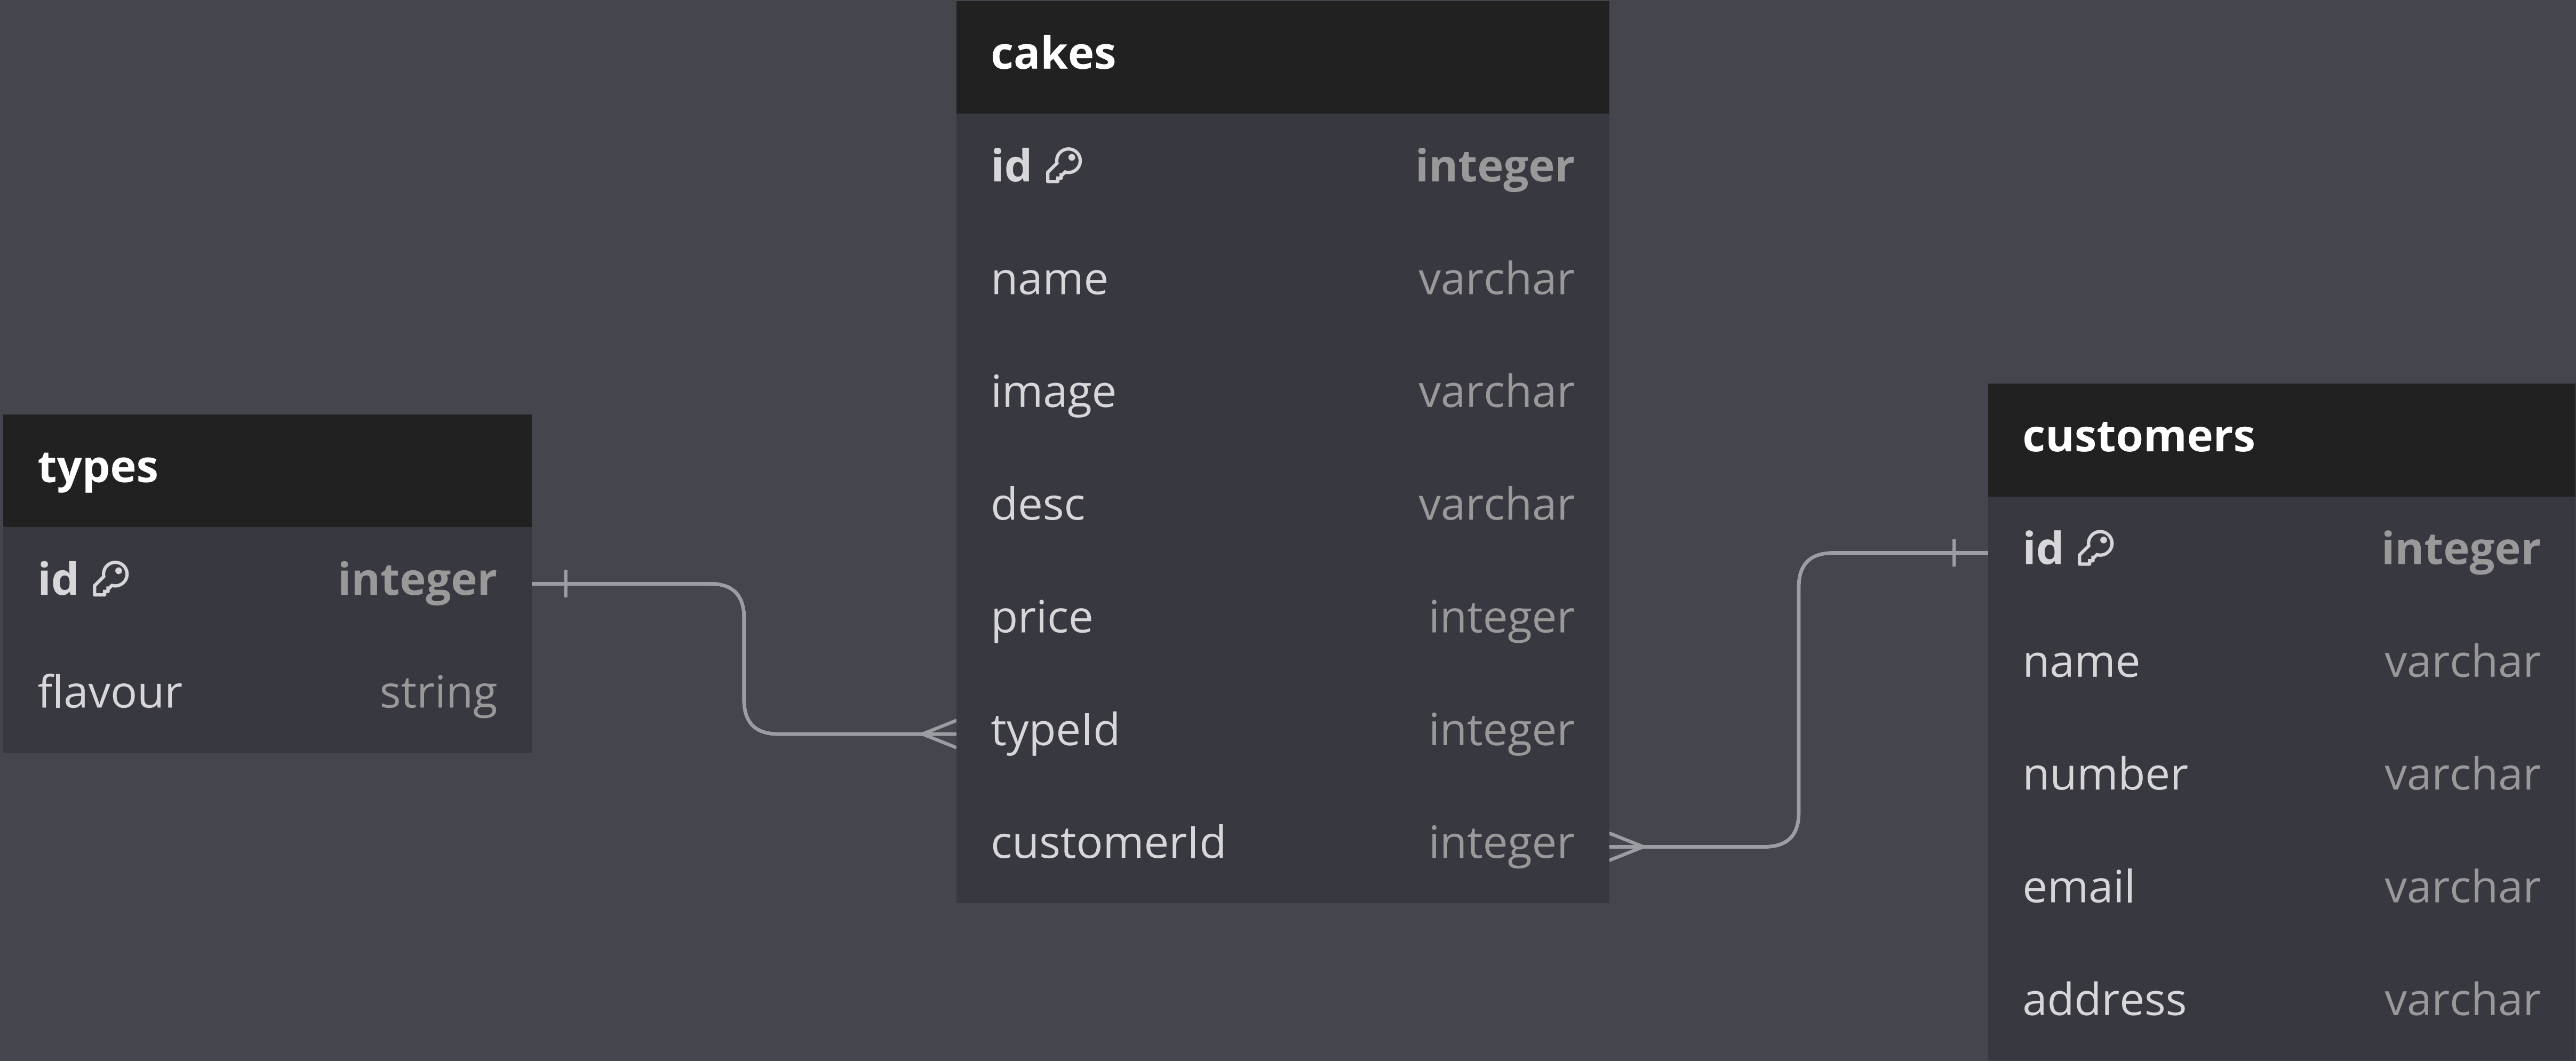 types
id integer
flavour string
cakes
id integer
name varchar
image varchar
desc varchar
price integer
typeId integer
customerId integer
customers
id integer
name varchar
number varchar
email varchar
address varchar